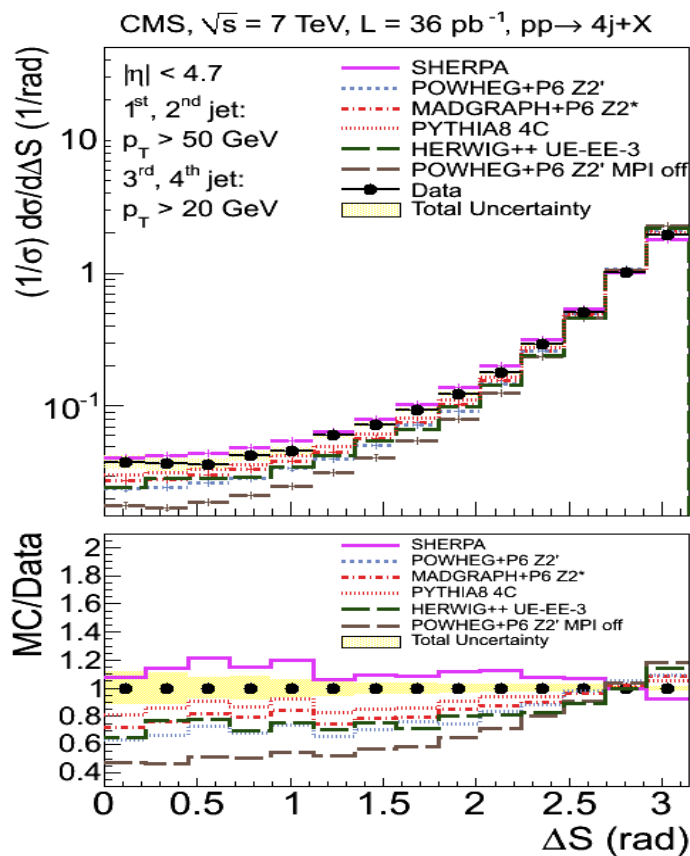 CMS, √s = 7 TeV, L = 36 pb⁻¹, pp→ 4j+X
|η| < 4.7
1st, 2nd jet:
pT > 50 GeV
3rd, 4th jet:
pT > 20 GeV
SHERPA
POWHEG+P6 Z2'
MADGRAPH+P6 Z2*
PYTHIA8 4C
HERWIG++ UE-EE-3
POWHEG+P6 Z2' MPI off
Data
Total Uncertainty
(1/σ) dσ/dΔS (1/rad)
10
1
10⁻¹
SHERPA
POWHEG+P6 Z2'
MADGRAPH+P6 Z2*
PYTHIA8 4C
HERWIG++ UE-EE-3
POWHEG+P6 Z2' MPI off
Total Uncertainty
MC/Data
2
1.8
1.6
1.4
1.2
1
0.8
0.6
0.4
0 0.5 1 1.5 2 2.5 3
ΔS (rad)